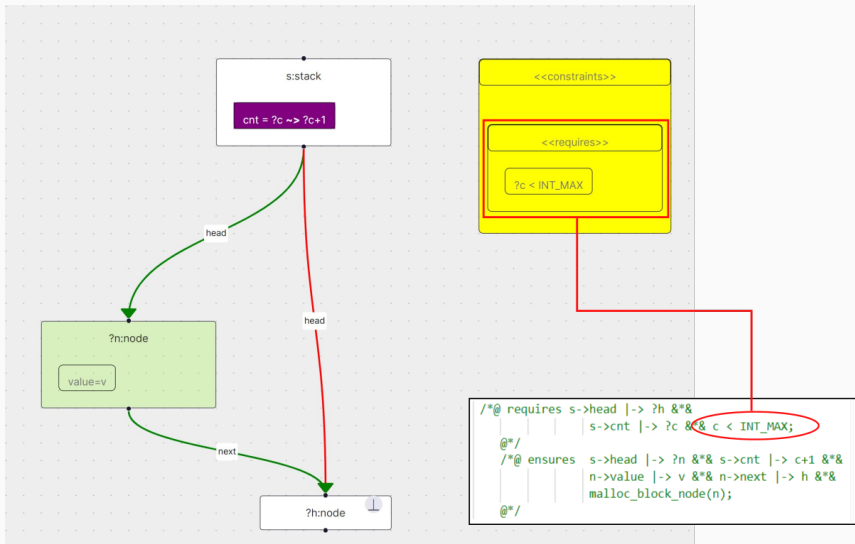 s:stack
cnt = ?c ~> ?c+1
<<constraints>>
<<requires>>
?c < INT_MAX
head
head
?n:node
value=v
next
?h:node
/*@ requires s->head |-> ?h &*&
s->cnt |-> ?c &*& c < INT_MAX;
@*/
/*@ ensures  s->head |-> ?n &*& s->cnt |-> c+1 &*&
n->value |-> v &*& n->next |-> h &*&
malloc_block_node(n);
@*/